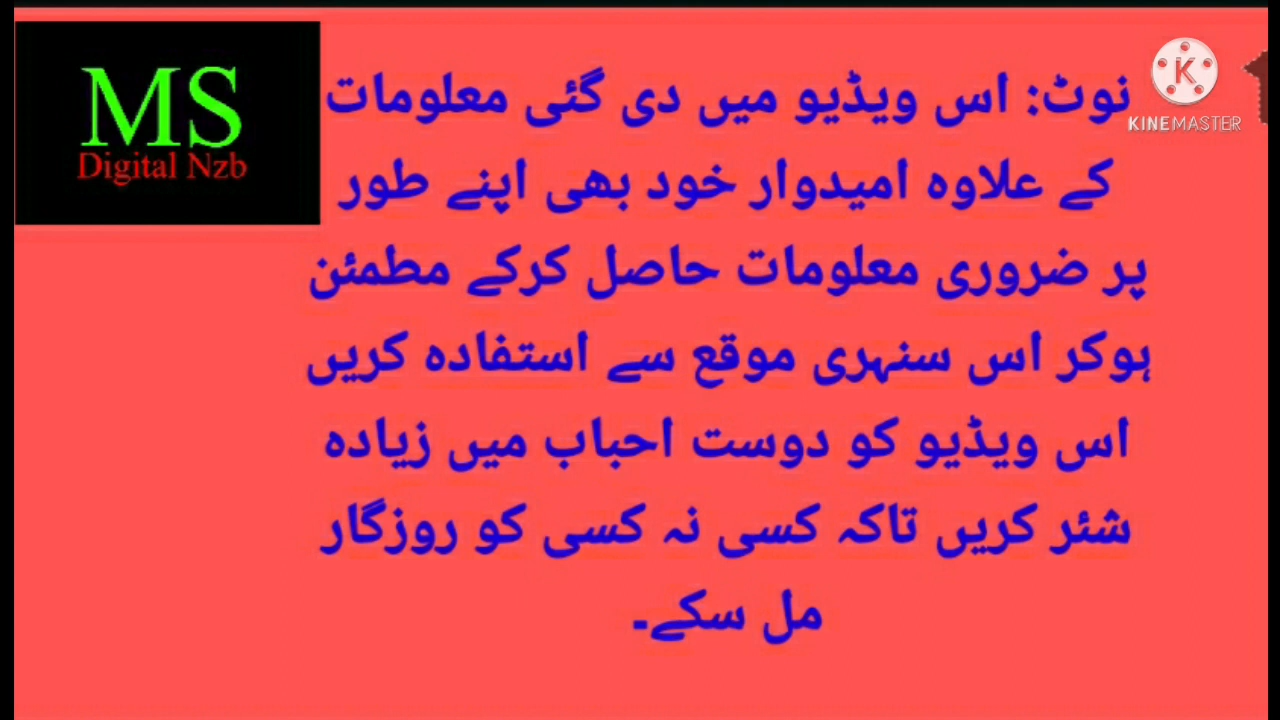 MS
Digital Nzb
KINEMASTER
نوٹ: اس ویڈیو میں دی گئی معلومات
کے علاوہ امیدوار خود بھی اپنے طور
پر ضروری معلومات حاصل کرکے مطمئن
ہوکر اس سنہری موقع سے استفادہ کریں
اس ویڈیو کو دوست احباب میں زیادہ
شئر کریں تاکہ کسی نہ کسی کو روزگار
مل سکے۔